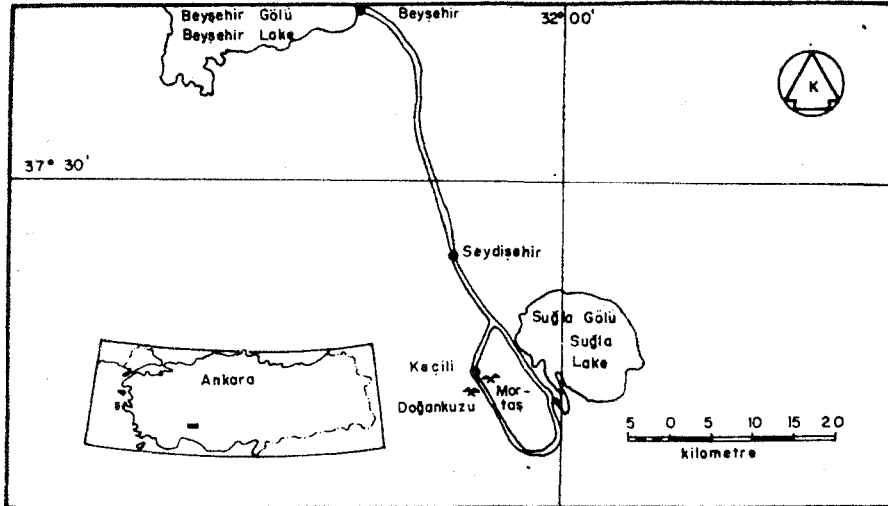 Beyşehir Gölü
Beyşehir Lake
Beyşehir
32° 00'
K
37° 30'
Seydişehir
Suğla Gölü
Suğla
Lake
Ankara
Keçili
Mor-
taş
Doğankuzu
5 0 5 10 15 20
kilometre